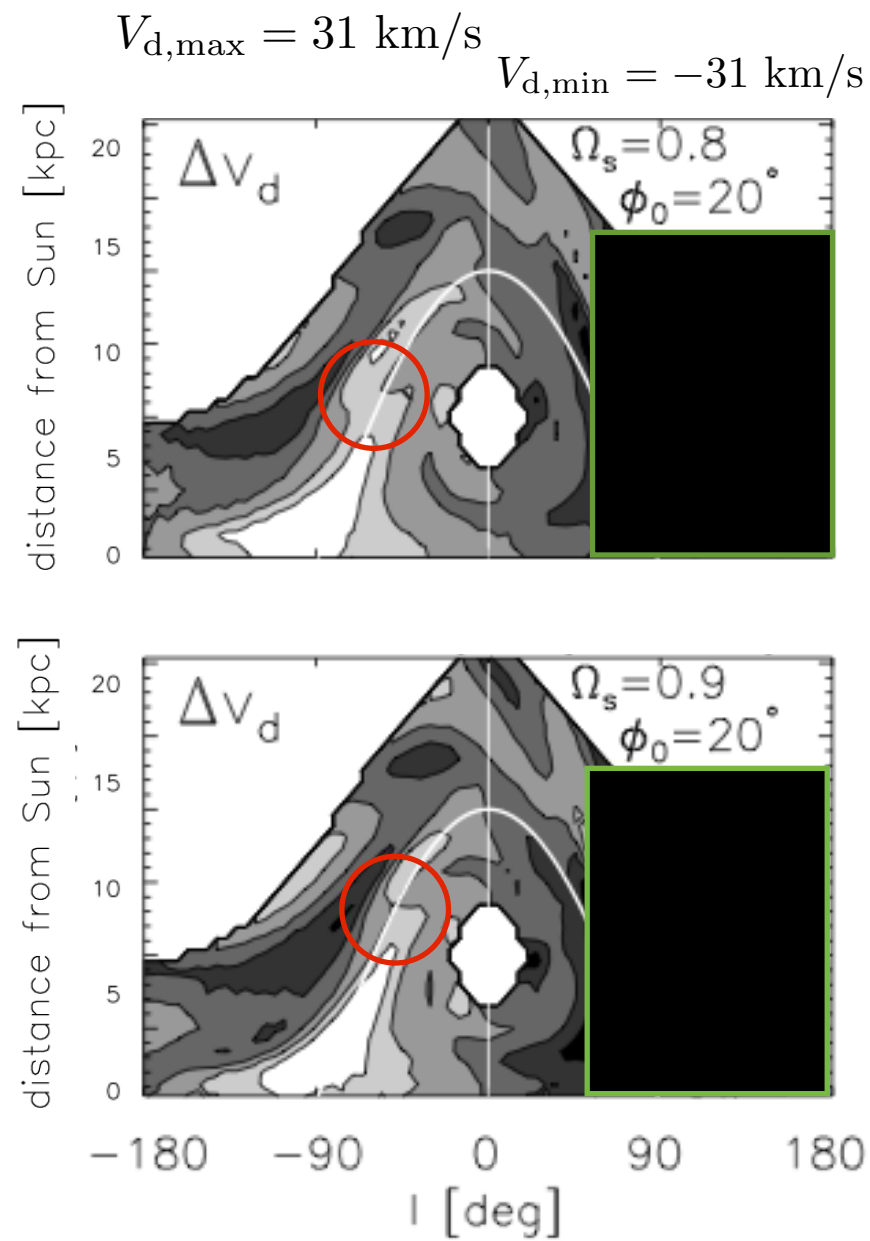 V_d,max = 31 km/s
V_d,min = −31 km/s
distance from Sun [kpc]
20
15
10
5
0
ΔV_d
Ω_s=0.8
ϕ_0=20°
distance from Sun [kpc]
20
15
10
5
0
ΔV_d
Ω_s=0.9
ϕ_0=20°
−180 −90 0 90 180
l [deg]